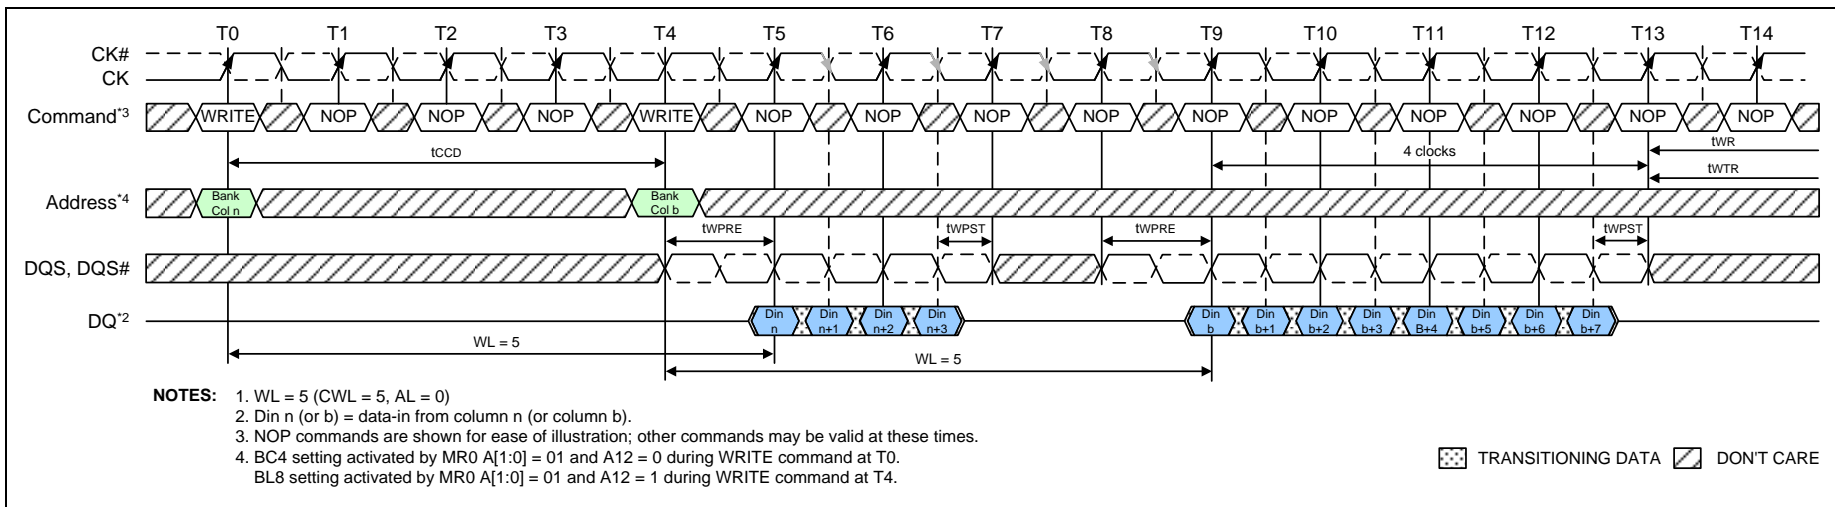 T0 T1 T2 T3 T4 T5 T6 T7 T8 T9 T10 T11 T12 T13 T14
CK#
CK
Command*3 WRITE NOP NOP NOP WRITE NOP NOP NOP NOP NOP NOP NOP NOP NOP NOP
tCCD 4 clocks tWR
tWTR
Address*4 Bank Col n Bank Col b
tWPRE tWPST tWPRE tWPST
DQS, DQS#
DQ*2 Din n Din n+1 Din n+2 Din n+3 Din b Din b+1 Din b+2 Din b+3 Din B+4 Din b+5 Din b+6 Din b+7
WL = 5
WL = 5
NOTES: 1. WL = 5 (CWL = 5, AL = 0)
2. Din n (or b) = data-in from column n (or column b).
3. NOP commands are shown for ease of illustration; other commands may be valid at these times.
4. BC4 setting activated by MR0 A[1:0] = 01 and A12 = 0 during WRITE command at T0.
BL8 setting activated by MR0 A[1:0] = 01 and A12 = 1 during WRITE command at T4.
TRANSITIONING DATA DON'T CARE